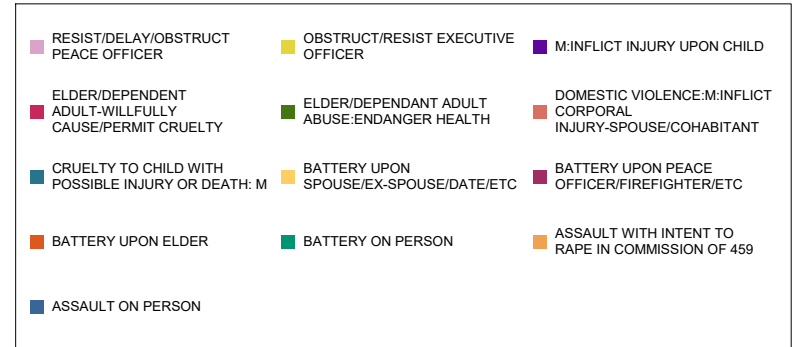 RESIST/DELAY/OBSTRUCT
PEACE OFFICER
OBSTRUCT/RESIST EXECUTIVE
OFFICER
M:INFLICT INJURY UPON CHILD
ELDER/DEPENDENT
ADULT-WILLFULLY
CAUSE/PERMIT CRUELTY
ELDER/DEPENDANT ADULT
ABUSE:ENDANGER HEALTH
DOMESTIC VIOLENCE:M:INFLICT
CORPORAL
INJURY-SPOUSE/COHABITANT
CRUELTY TO CHILD WITH
POSSIBLE INJURY OR DEATH: M
BATTERY UPON
SPOUSE/EX-SPOUSE/DATE/ETC
BATTERY UPON PEACE
OFFICER/FIREFIGHTER/ETC
BATTERY UPON ELDER
BATTERY ON PERSON
ASSAULT WITH INTENT TO
RAPE IN COMMISSION OF 459
ASSAULT ON PERSON